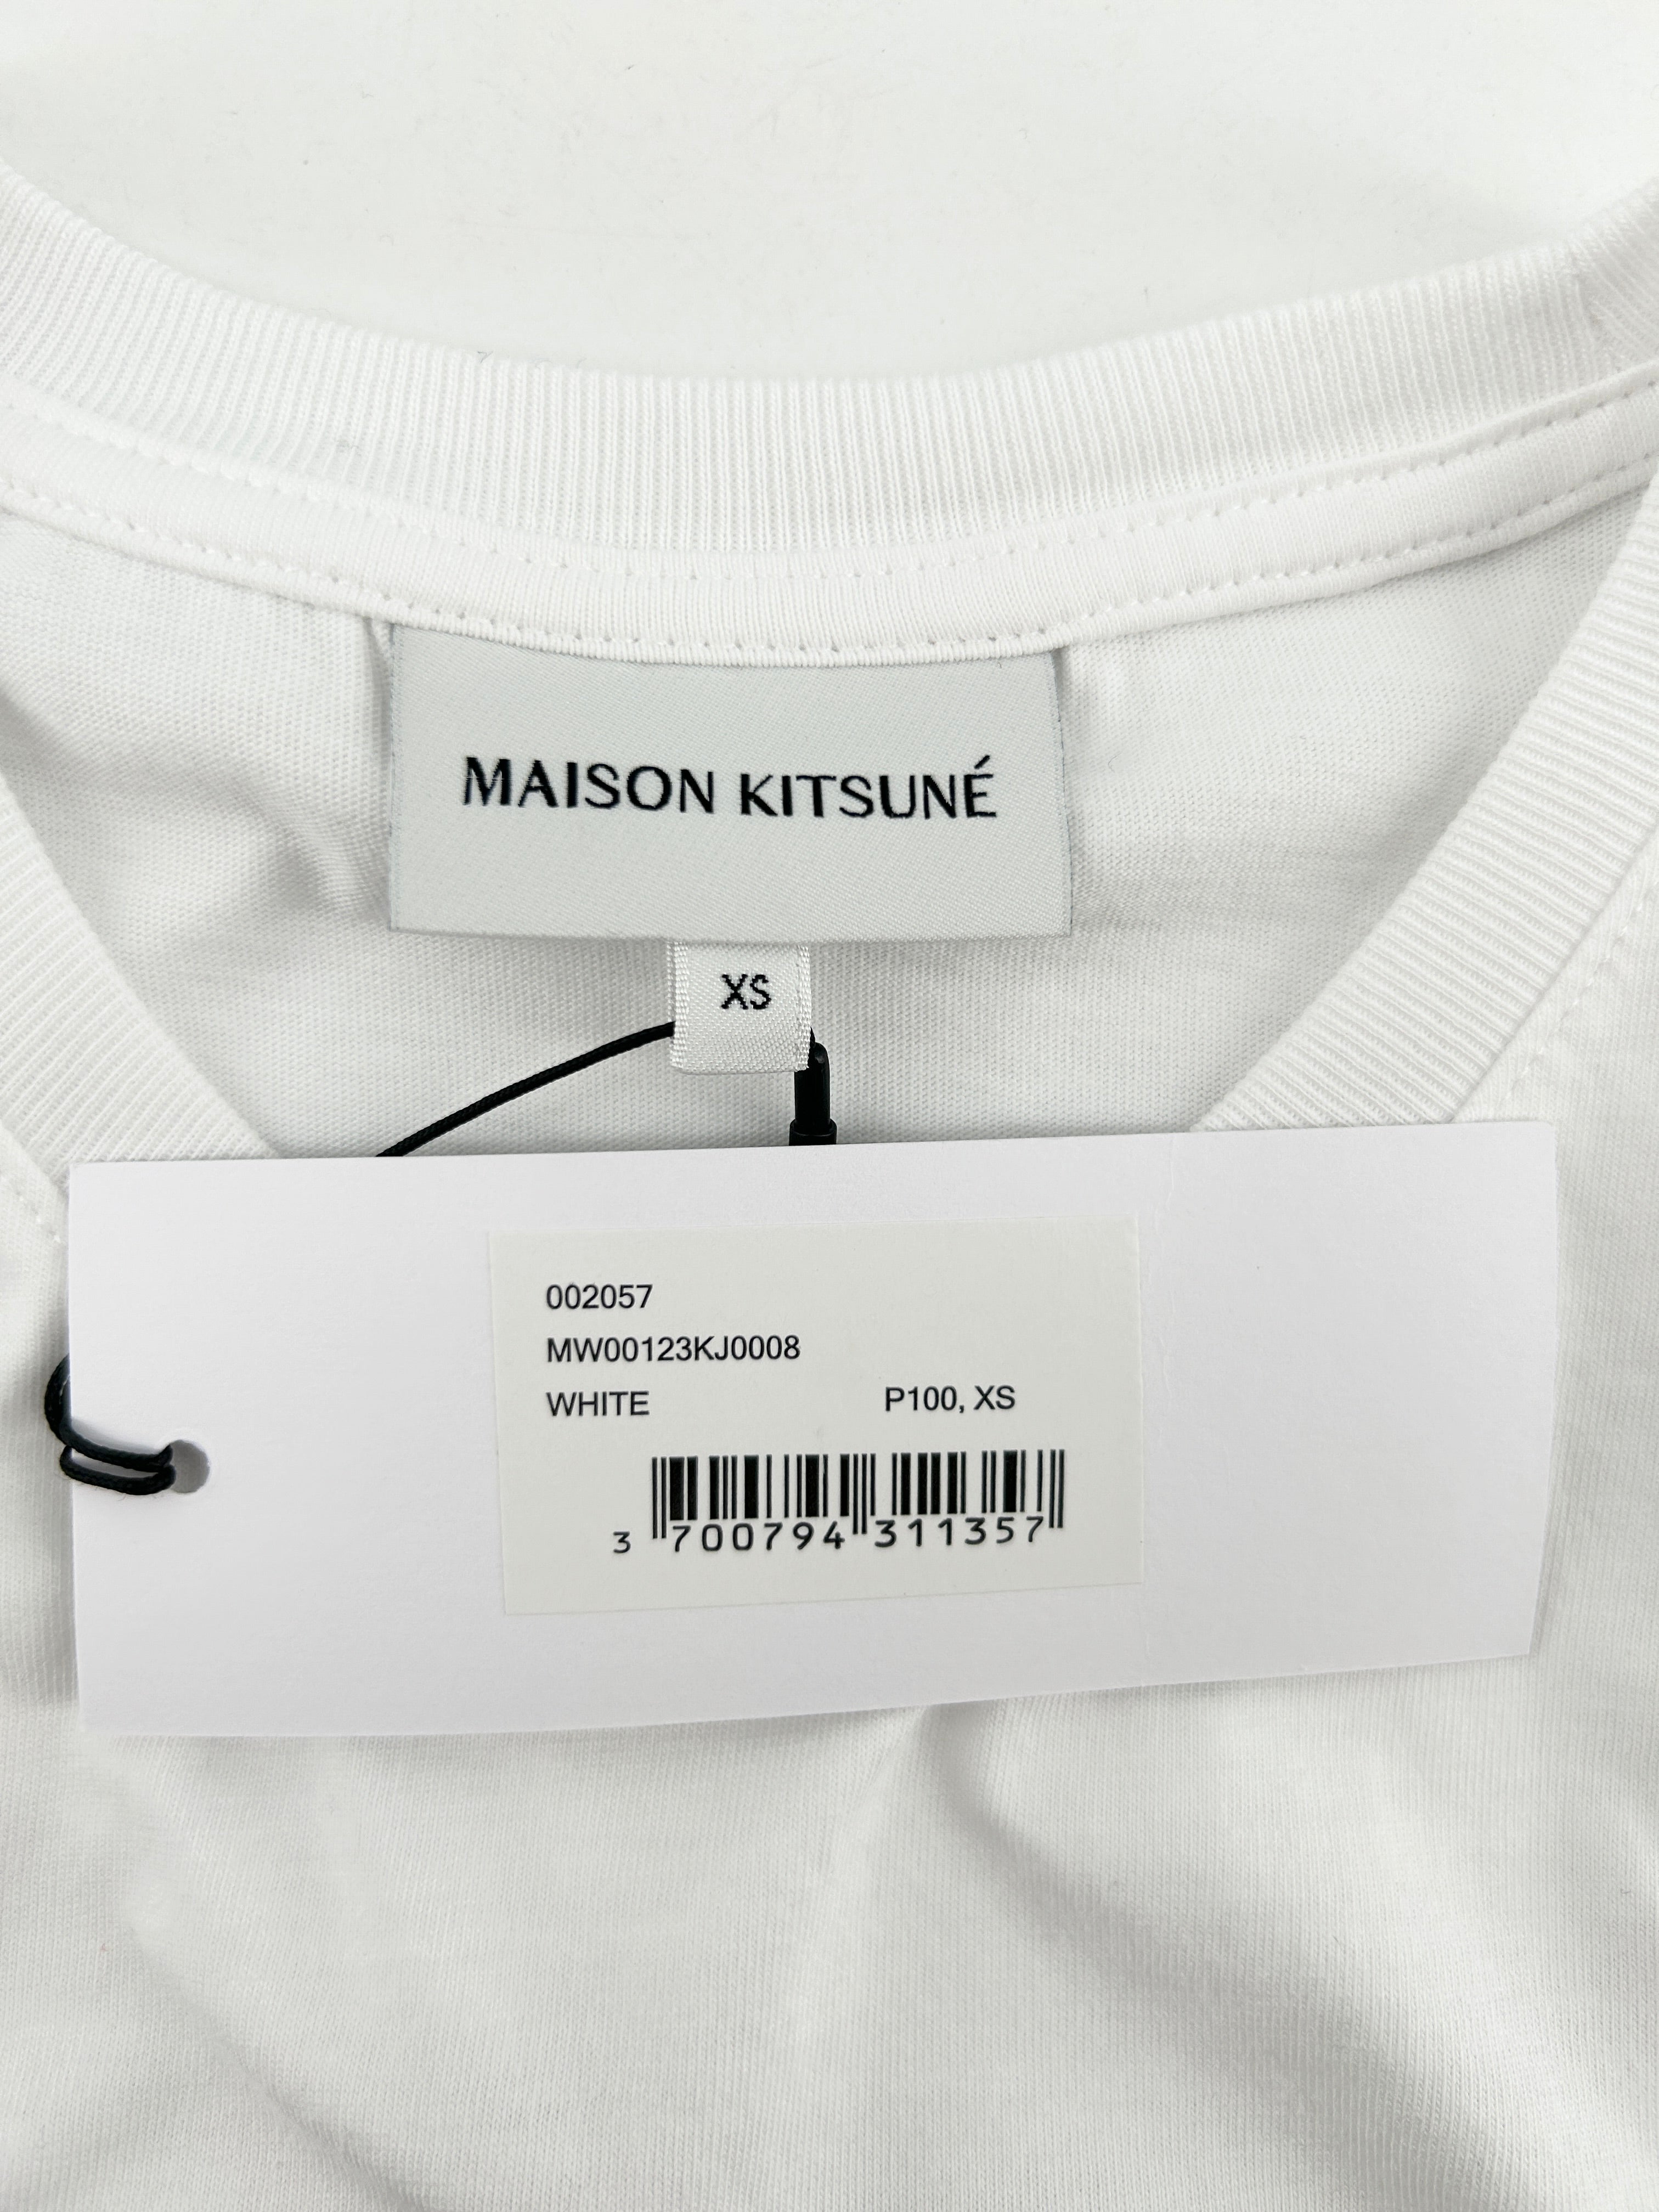 MAISON KITSUNÉ
XS
002057
MW00123KJ0008
WHITE P100, XS
3 700794 311357